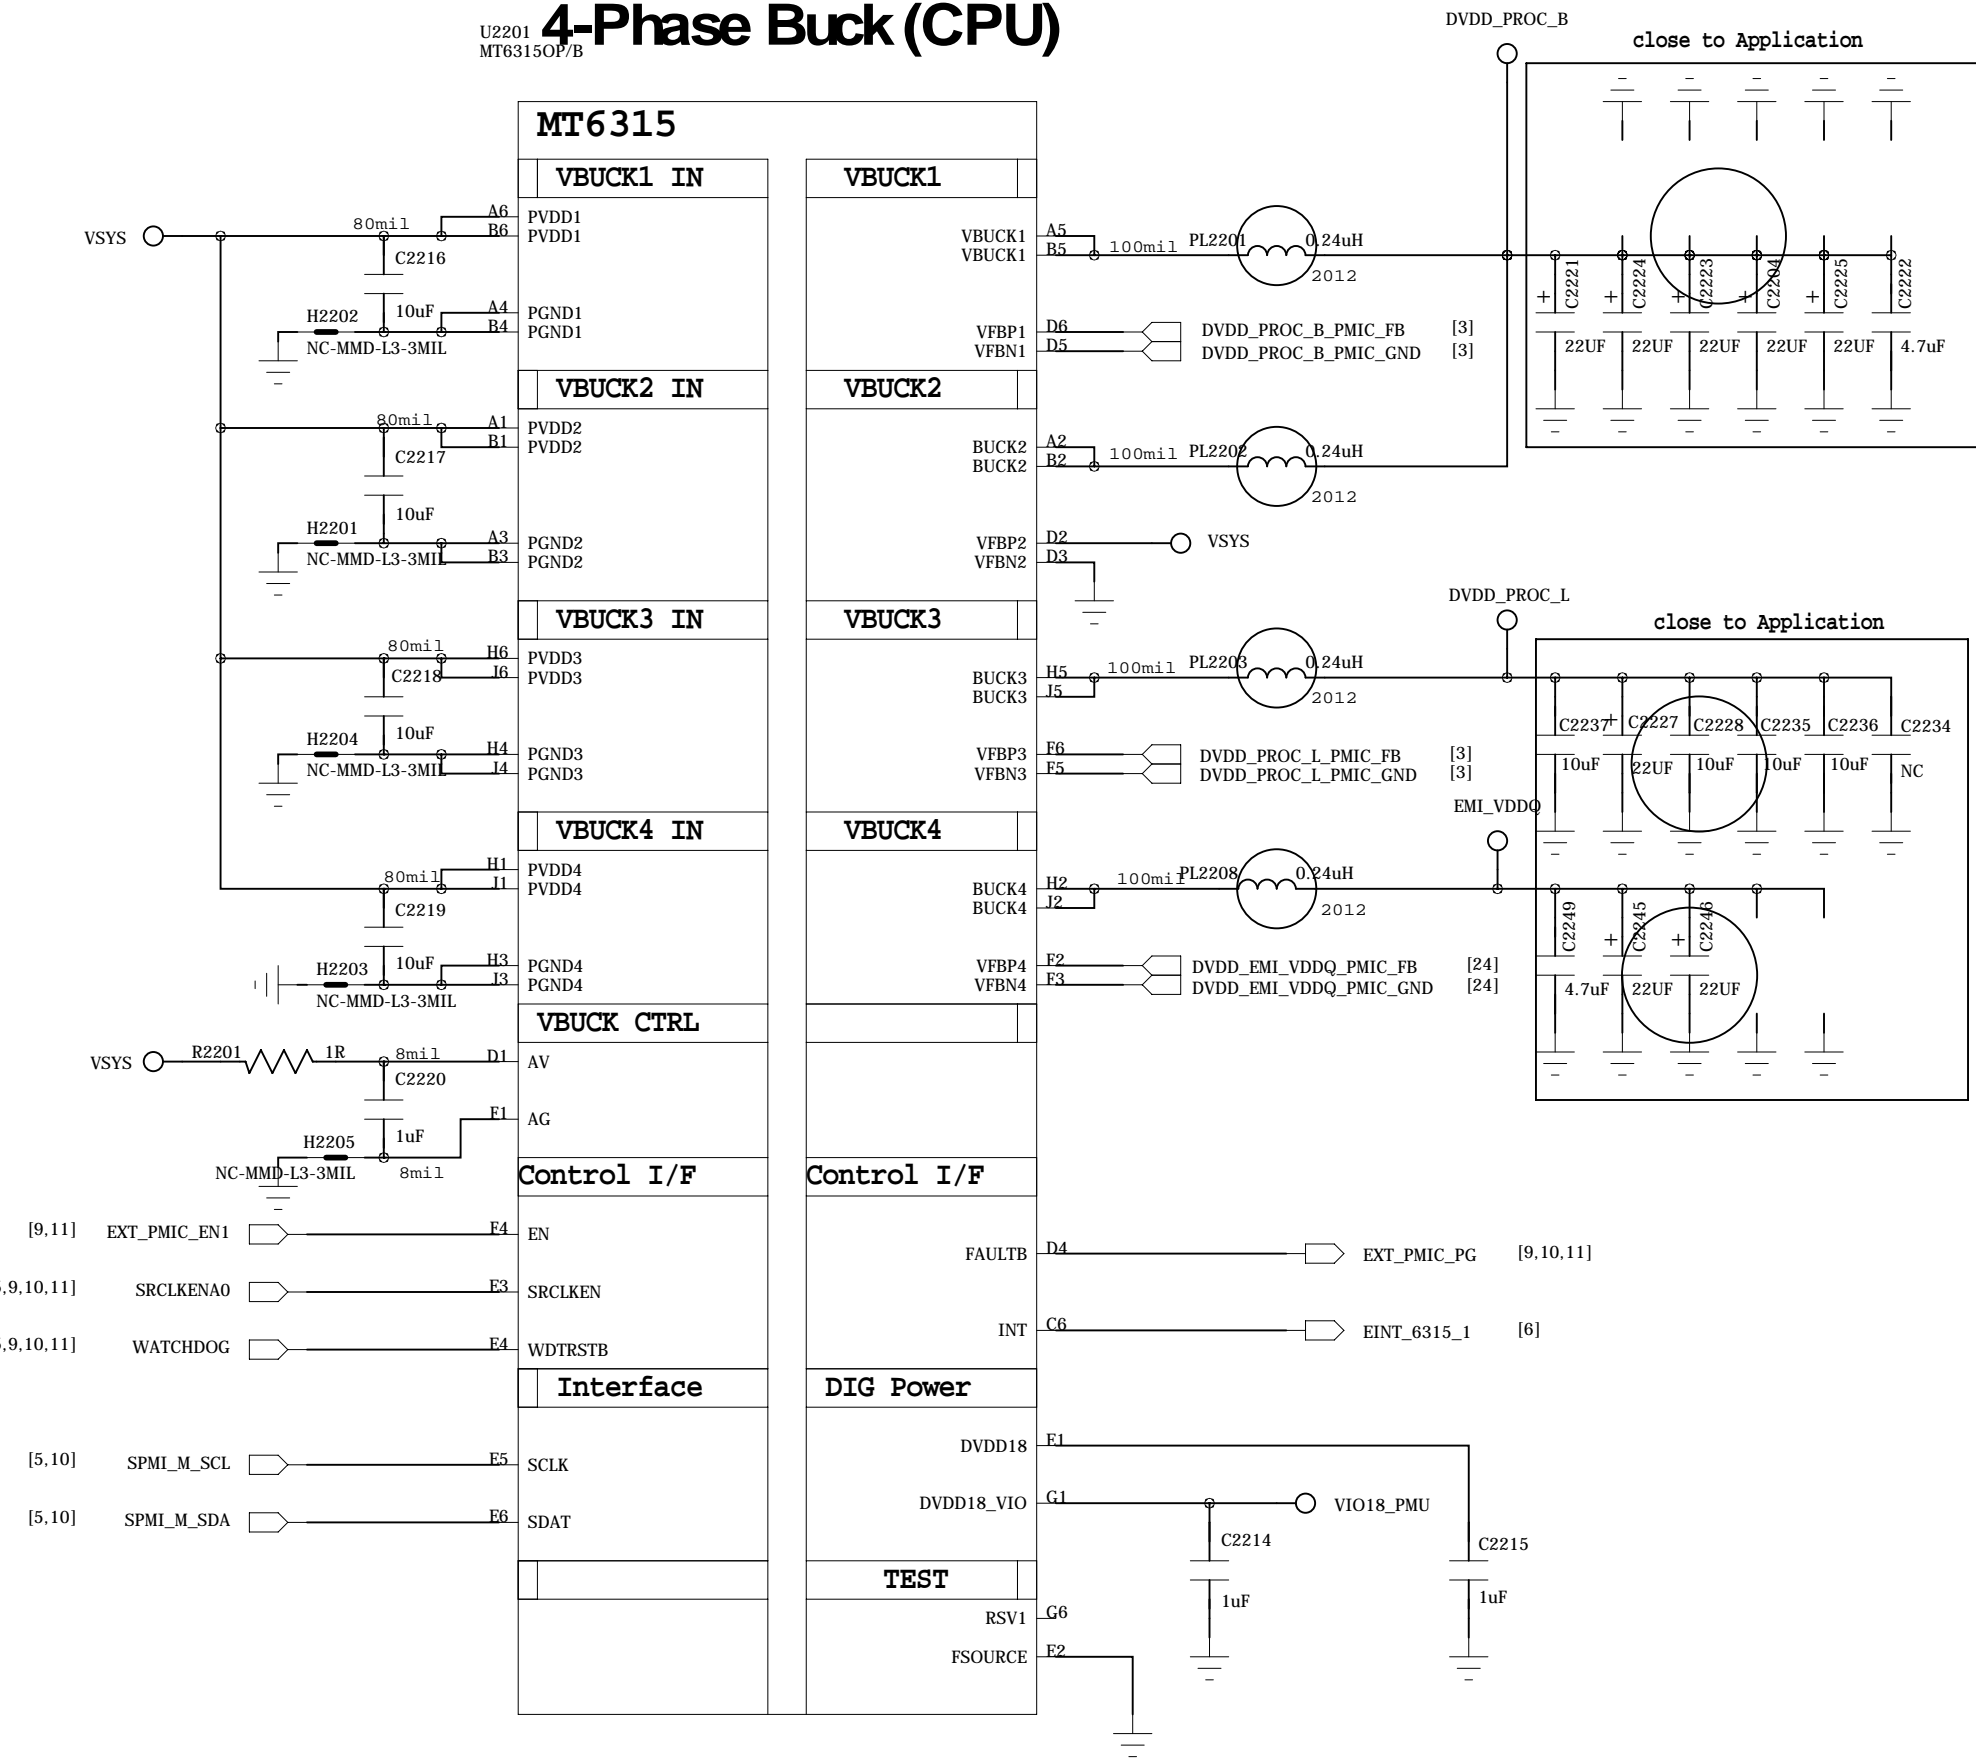 4-Phase Buck (CPU)
U2201
MT6315OP/B
DVDD_PROC_B
close to Application
MT6315
VBUCK1 IN
VBUCK1
VSYS
80mil
A6
PVDD1
B6
PVDD1
C2216
10uF
A4
PGND1
B4
PGND1
H2202
NC-MMD-L3-3MIL
VBUCK1
A5
VBUCK1
B5
100mil
PL2201
0.24uH
2012
VFBP1
D6
DVDD_PROC_B_PMIC_FB
[3]
VFBN1
D5
DVDD_PROC_B_PMIC_GND
[3]
C2221
C2224
C2223
C2204
C2225
C2222
+
+
+
+
+
22UF
22UF
22UF
22UF
22UF
4.7uF
VBUCK2 IN
VBUCK2
80mil
A1
PVDD2
B1
PVDD2
C2217
10uF
H2201
NC-MMD-L3-3MIL
A3
PGND2
B3
PGND2
BUCK2
A2
BUCK2
B2
100mil
PL2202
0.24uH
2012
VFBP2
D2
VSYS
VFBN2
D3
DVDD_PROC_L
close to Application
VBUCK3 IN
VBUCK3
80mil
H6
PVDD3
J6
PVDD3
C2218
10uF
H2204
NC-MMD-L3-3MIL
H4
PGND3
J4
PGND3
BUCK3
H5
BUCK3
J5
100mil
PL2203
0.24uH
2012
VFBP3
F6
DVDD_PROC_L_PMIC_FB
[3]
VFBN3
F5
DVDD_PROC_L_PMIC_GND
[3]
C2237
+
C2227
C2228
C2235
C2236
C2234
10uF
22UF
10uF
10uF
10uF
NC
EMI_VDDQ
VBUCK4 IN
VBUCK4
80mil
H1
PVDD4
J1
PVDD4
C2219
10uF
H2203
NC-MMD-L3-3MIL
H3
PGND4
J3
PGND4
BUCK4
H2
BUCK4
J2
100mil
PL2208
0.24uH
2012
VFBP4
F2
DVDD_EMI_VDDQ_PMIC_FB
[24]
VFBN4
F3
DVDD_EMI_VDDQ_PMIC_GND
[24]
C2249
C2245
C2246
+
+
4.7uF
22UF
22UF
VBUCK CTRL
VSYS
R2201
1R
8mil
D1
AV
C2220
1uF
F1
AG
H2205
NC-MMD-L3-3MIL
8mil
Control I/F
Control I/F
[9,11]
EXT_PMIC_EN1
F4
EN
,9,10,11]
SRCLKENA0
E3
SRCLKEN
,9,10,11]
WATCHDOG
E4
WDTRSTB
FAULTB
D4
EXT_PMIC_PG
[9,10,11]
INT
C6
EINT_6315_1
[6]
Interface
DIG Power
[5,10]
SPMI_M_SCL
E5
SCLK
[5,10]
SPMI_M_SDA
E6
SDAT
DVDD18
E1
DVDD18_VIO
G1
VIO18_PMU
C2214
1uF
C2215
1uF
TEST
RSV1
G6
FSOURCE
E2